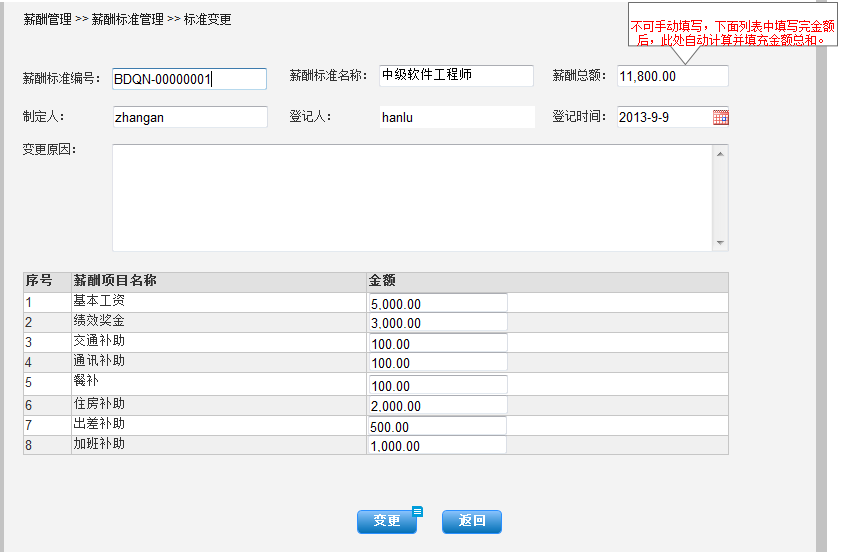 薪酬管理 >> 薪酬标准管理 >> 标准变更
不可手动填写，下面列表中填写完金额
后，此处自动计算并填充金额总和。
薪酬标准编号： BDQN-00000001 薪酬标准名称： 中级软件工程师 薪酬总额： 11,800.00
制定人： zhangan 登记人： hanlu 登记时间： 2013-9-9
变更原因：
序号 薪酬项目名称 金额
1 基本工资 5,000.00
2 绩效奖金 3,000.00
3 交通补助 100.00
4 通讯补助 100.00
5 餐补 100.00
6 住房补助 2,000.00
7 出差补助 500.00
8 加班补助 1,000.00
变更 返回